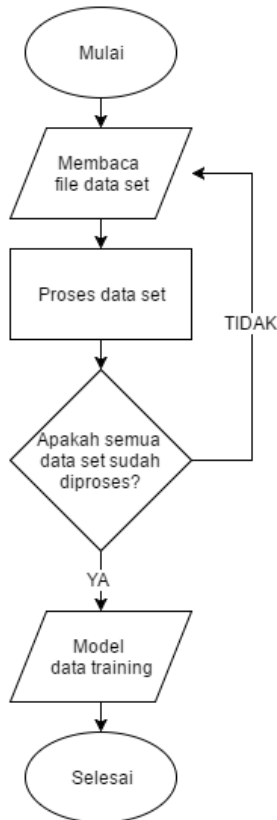 Mulai
Membaca
file data set
Proses data set
TIDAK
Apakah semua
data set sudah
diproses?
YA
Model
data training
Selesai